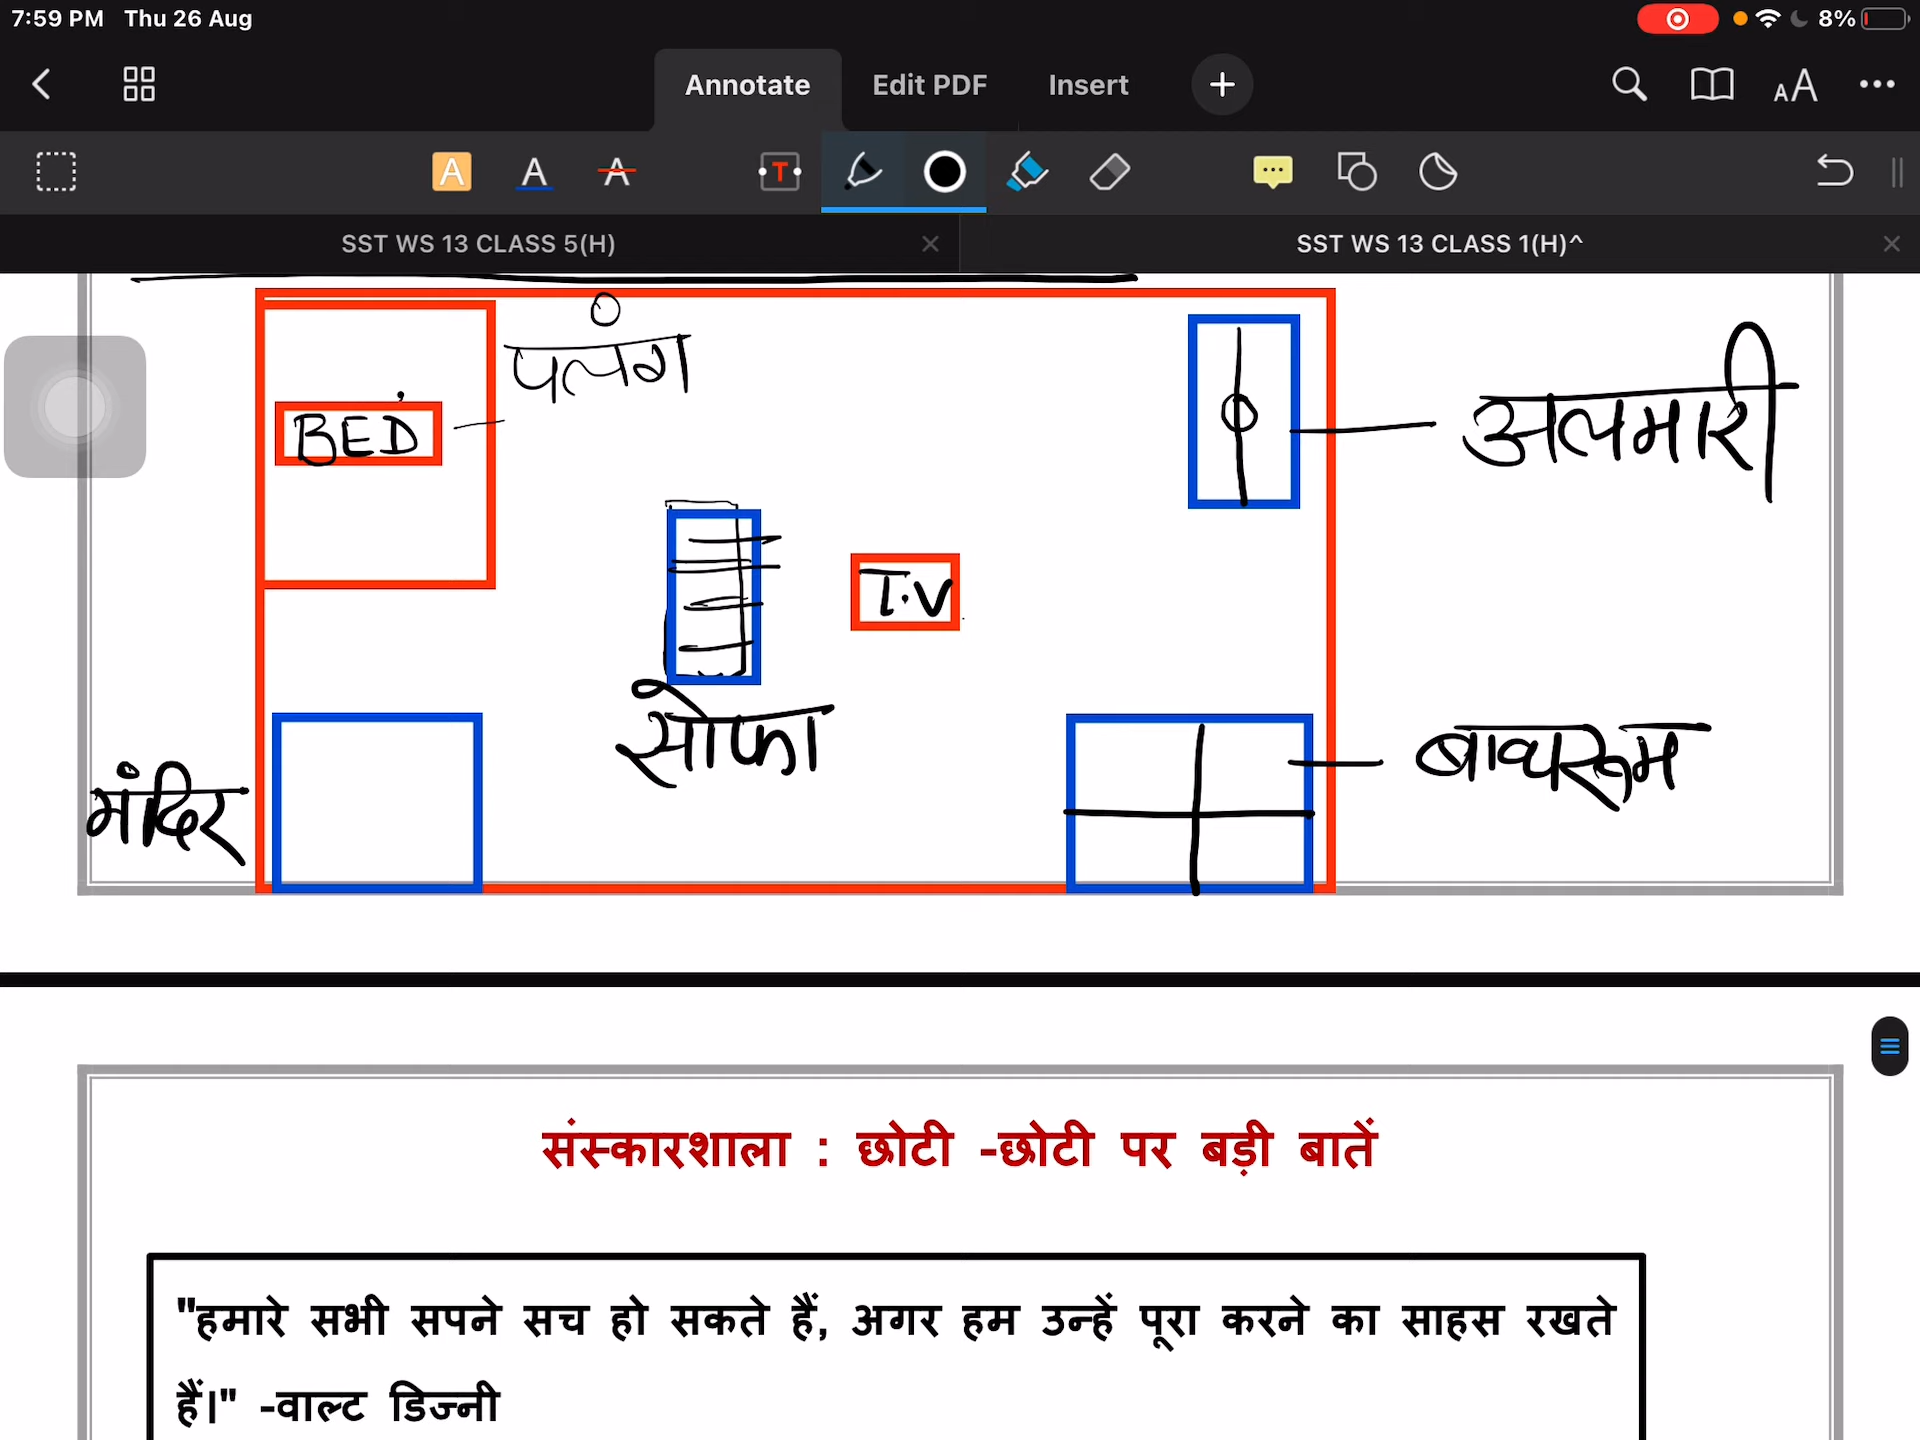 7:59 PM Thu 26 Aug
8%
Annotate
Edit PDF
Insert
AA
A A A T
SST WS 13 CLASS 5(H)
SST WS 13 CLASS 1(H)^
पलग
BED
अलमारी
T.V
सोफा
बाथरूम
मंदिर
संस्कारशाला : छोटी -छोटी पर बड़ी बातें
"हमारे सभी सपने सच हो सकते हैं, अगर हम उन्हें पूरा करने का साहस रखते
हैं।" -वाल्ट डिज्नी